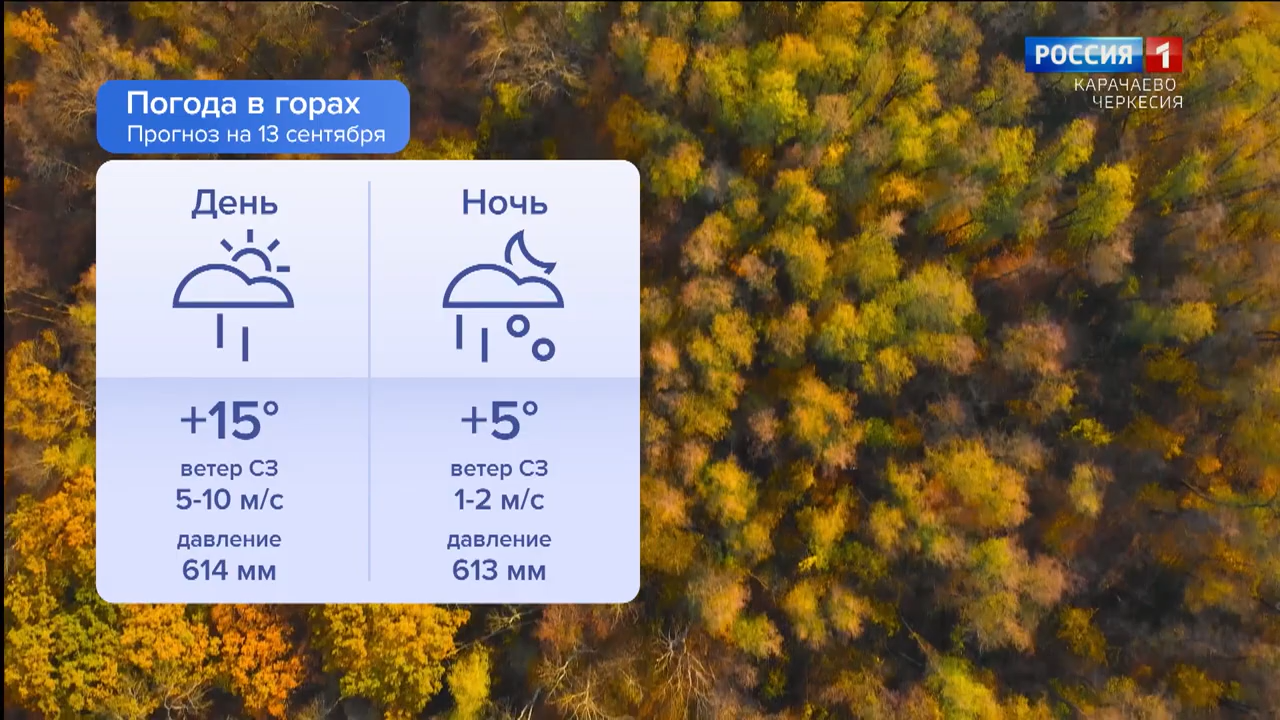 РОССИЯ 1
КАРАЧАЕВО
ЧЕРКЕСИЯ
Погода в горах
Прогноз на 13 сентября
День
Ночь
+15°
+5°
ветер СЗ
ветер СЗ
5-10 м/с
1-2 м/с
давление
давление
614 мм
613 мм